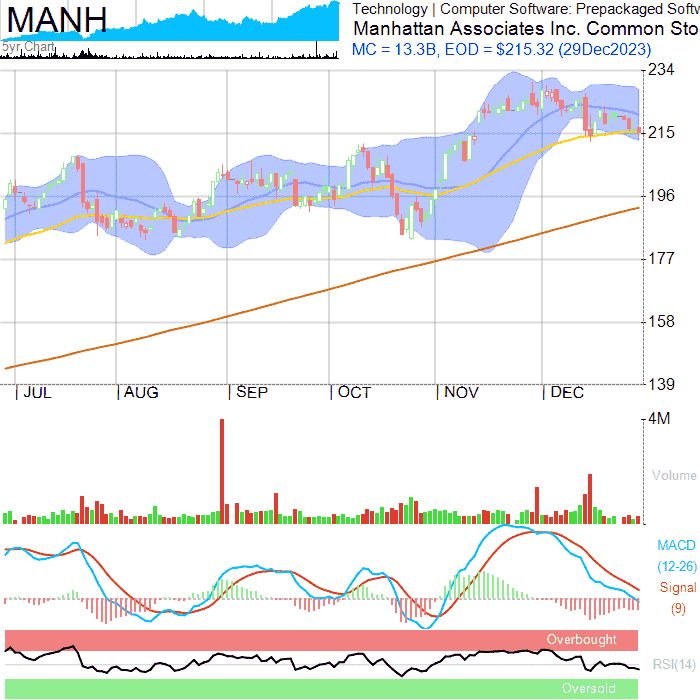 MANH
5yr Chart
Technology | Computer Software: Prepackaged Softw
Manhattan Associates Inc. Common Sto
MC = 13.3B, EOD = $215.32 (29Dec2023)
234
215
196
177
158
139
JUL
AUG
SEP
OCT
NOV
DEC
4M
Volume
MACD
(12-26)
Signal
(9)
Overbought
RSI(14)
Oversold